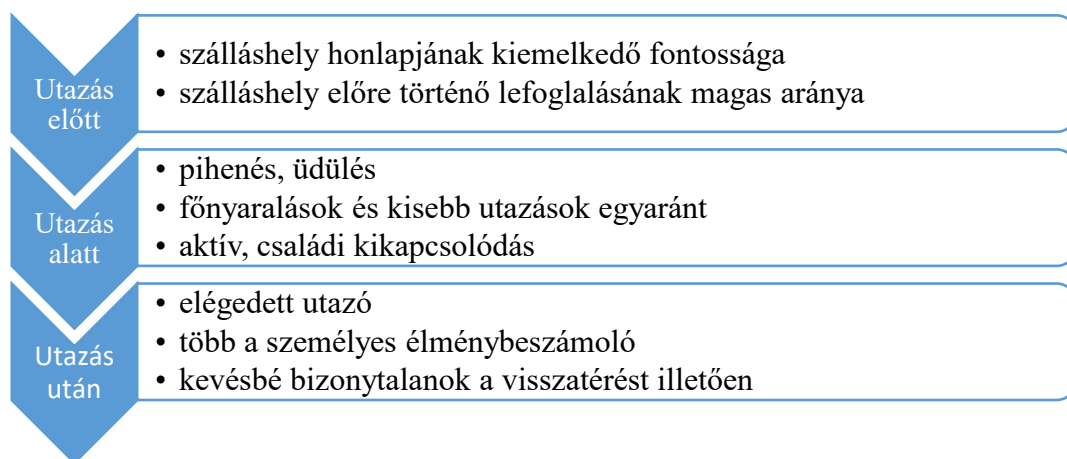 Utazás
előtt
• szálláshely honlapjának kiemelkedő fontossága
• szálláshely előre történő lefoglalásának magas aránya
Utazás
alatt
• pihenés, üdülés
• főnyaralások és kisebb utazások egyaránt
• aktív, családi kikapcsolódás
Utazás
után
• elégedett utazó
• több a személyes élménybeszámoló
• kevésbé bizonytalanok a visszatérést illetően